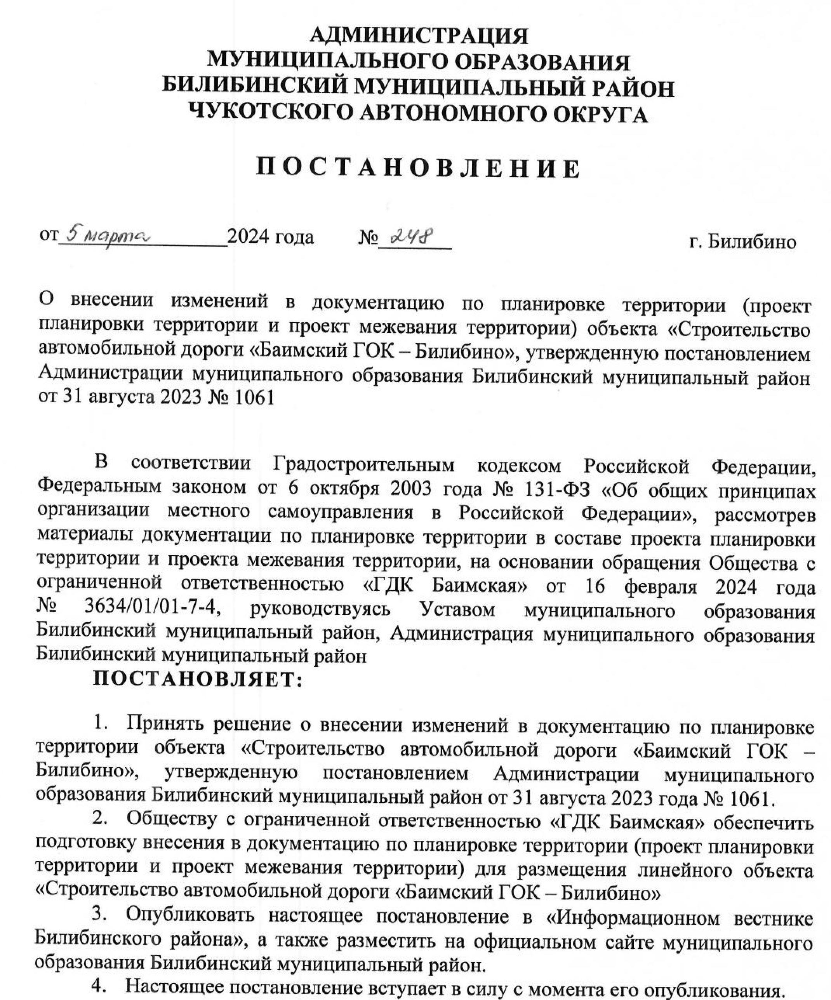 АДМИНИСТРАЦИЯ
МУНИЦИПАЛЬНОГО ОБРАЗОВАНИЯ
БИЛИБИНСКИЙ МУНИЦИПАЛЬНЫЙ РАЙОН
ЧУКОТСКОГО АВТОНОМНОГО ОКРУГА
П О С Т А Н О В Л Е Н И Е
от 5 марта 2024 года № 248 г. Билибино
О внесении изменений в документацию по планировке территории (проект
планировки территории и проект межевания территории) объекта «Строительство
автомобильной дороги «Баимский ГОК – Билибино», утвержденную постановлением
Администрации муниципального образования Билибинский муниципальный район
от 31 августа 2023 № 1061
В соответствии Градостроительным кодексом Российской Федерации,
Федеральным законом от 6 октября 2003 года № 131-ФЗ «Об общих принципах
организации местного самоуправления в Российской Федерации», рассмотрев
материалы документации по планировке территории в составе проекта планировки
территории и проекта межевания территории, на основании обращения Общества с
ограниченной ответственностью «ГДК Баимская» от 16 февраля 2024 года
№ 3634/01/01-7-4, руководствуясь Уставом муниципального образования
Билибинский муниципальный район, Администрация муниципального образования
Билибинский муниципальный район
ПОСТАНОВЛЯЕТ:
1. Принять решение о внесении изменений в документацию по планировке
территории объекта «Строительство автомобильной дороги «Баимский ГОК –
Билибино», утвержденную постановлением Администрации муниципального
образования Билибинский муниципальный район от 31 августа 2023 года № 1061.
2. Обществу с ограниченной ответственностью «ГДК Баимская» обеспечить
подготовку внесения в документацию по планировке территории (проект планировки
территории и проект межевания территории) для размещения линейного объекта
«Строительство автомобильной дороги «Баимский ГОК – Билибино»
3. Опубликовать настоящее постановление в «Информационном вестнике
Билибинского района», а также разместить на официальном сайте муниципального
образования Билибинский муниципальный район.
4. Настоящее постановление вступает в силу с момента его опубликования.